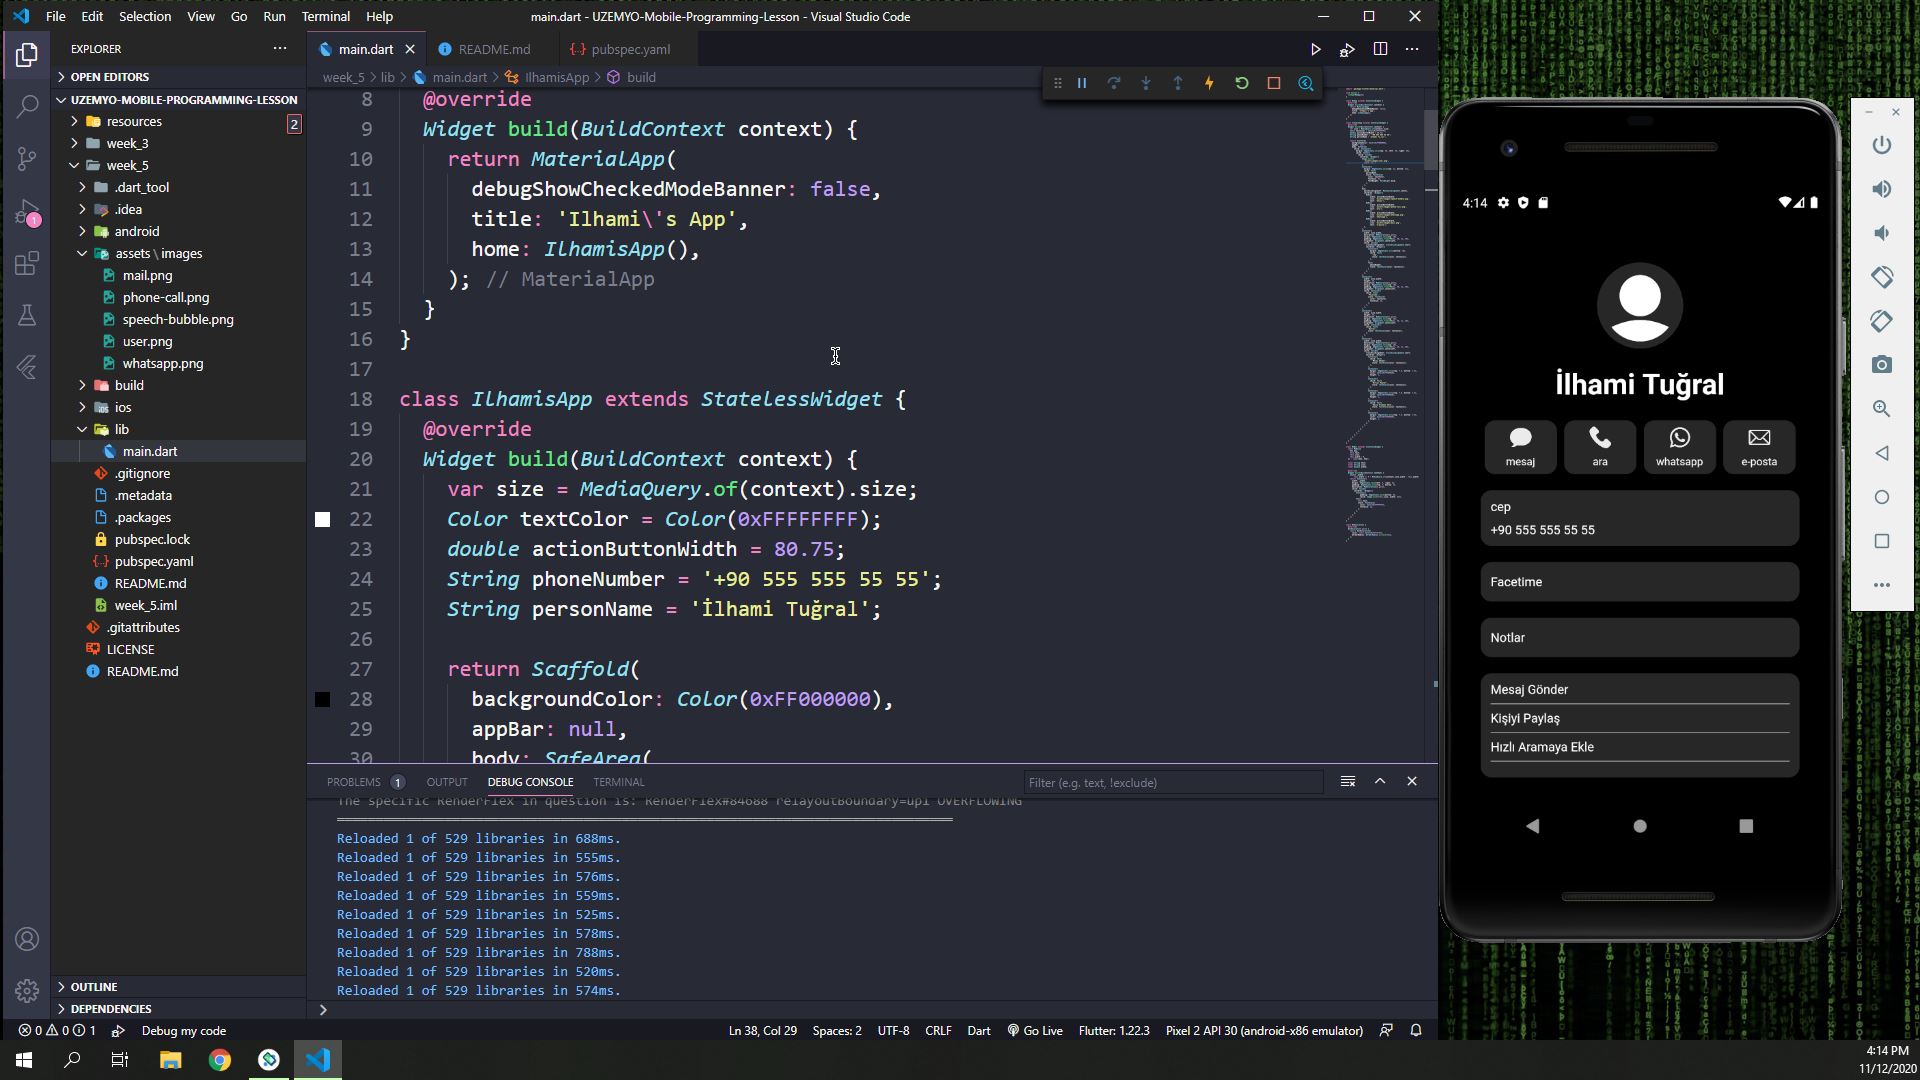 File Edit Selection View Go Run Terminal Help
main.dart - UZEMYO-Mobile-Programming-Lesson - Visual Studio Code
EXPLORER
main.dart
README.md
pubspec.yaml
OPEN EDITORS
week_5 > lib > main.dart > IlhamisApp > build
UZEMYO-MOBILE-PROGRAMMING-LESSON
resources
2
week_3
week_5
.dart_tool
.idea
1
android
assets \ images
mail.png
phone-call.png
speech-bubble.png
user.png
whatsapp.png
build
ios
lib
main.dart
.gitignore
.metadata
.packages
pubspec.lock
pubspec.yaml
README.md
week_5.iml
.gitattributes
LICENSE
README.md
OUTLINE
DEPENDENCIES
8 @override
9 Widget build(BuildContext context) {
10 return MaterialApp(
11 debugShowCheckedModeBanner: false,
12 title: 'Ilhami\'s App',
13 home: IlhamisApp(),
14 ); // MaterialApp
15 }
16 }
17
18 class IlhamisApp extends StatelessWidget {
19 @override
20 Widget build(BuildContext context) {
21 var size = MediaQuery.of(context).size;
22 Color textColor = Color(0xFFFFFFFF);
23 double actionButtonWidth = 80.75;
24 String phoneNumber = '+90 555 555 55 55';
25 String personName = 'İlhami Tuğral';
26
27 return Scaffold(
28 backgroundColor: Color(0xFF000000),
29 appBar: null,
30 body: SafeArea(
PROBLEMS 1 OUTPUT DEBUG CONSOLE TERMINAL
Filter (e.g. text, !exclude)
The specific RenderFlex in question is: RenderFlex#84688 relayoutBoundary=up1 OVERFLOWING
Reloaded 1 of 529 libraries in 688ms.
Reloaded 1 of 529 libraries in 555ms.
Reloaded 1 of 529 libraries in 576ms.
Reloaded 1 of 529 libraries in 559ms.
Reloaded 1 of 529 libraries in 525ms.
Reloaded 1 of 529 libraries in 578ms.
Reloaded 1 of 529 libraries in 788ms.
Reloaded 1 of 529 libraries in 520ms.
Reloaded 1 of 529 libraries in 574ms.
0 0 1 Debug my code
Ln 38, Col 29 Spaces: 2 UTF-8 CRLF Dart Go Live Flutter: 1.22.3 Pixel 2 API 30 (android-x86 emulator)
4:14
İlhami Tuğral
mesaj ara whatsapp e-posta
cep
+90 555 555 55 55
Facetime
Notlar
Mesaj Gönder
Kişiyi Paylaş
Hızlı Aramaya Ekle
4:14 PM
11/12/2020